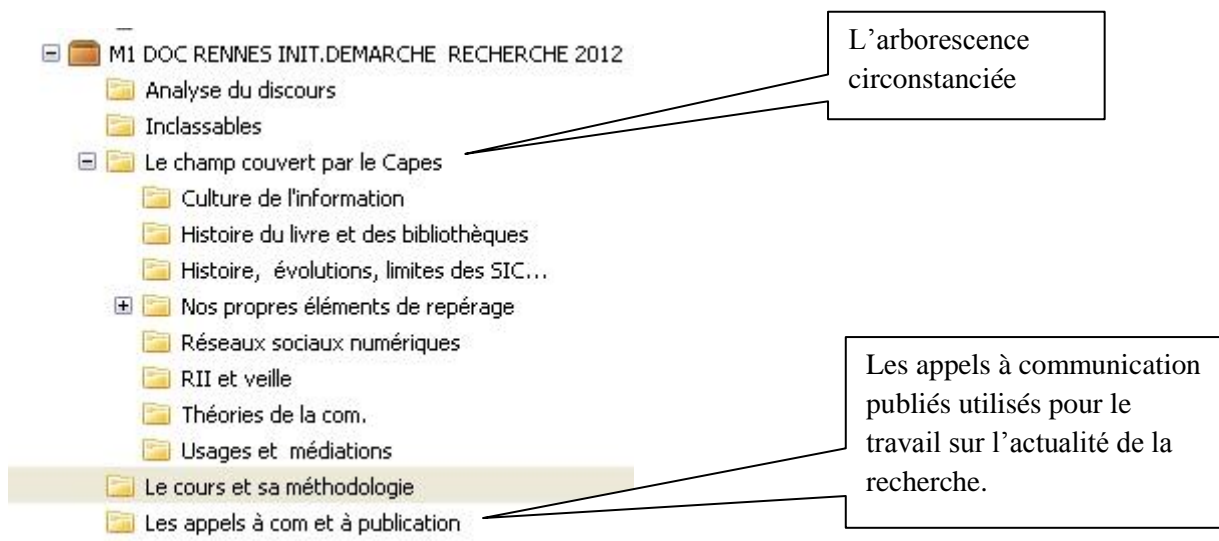 M1 DOC RENNES INIT.DEMARCHE RECHERCHE 2012
Analyse du discours
Inclassables
Le champ couvert par le Capes
Culture de l'information
Histoire du livre et des bibliothèques
Histoire, évolutions, limites des SIC...
Nos propres éléments de repérage
Réseaux sociaux numériques
RII et veille
Théories de la com.
Usages et médiations
Le cours et sa méthodologie
Les appels à com et à publication
L'arborescence
circonstanciée
Les appels à communication
publiés utilisés pour le
travail sur l'actualité de la
recherche.